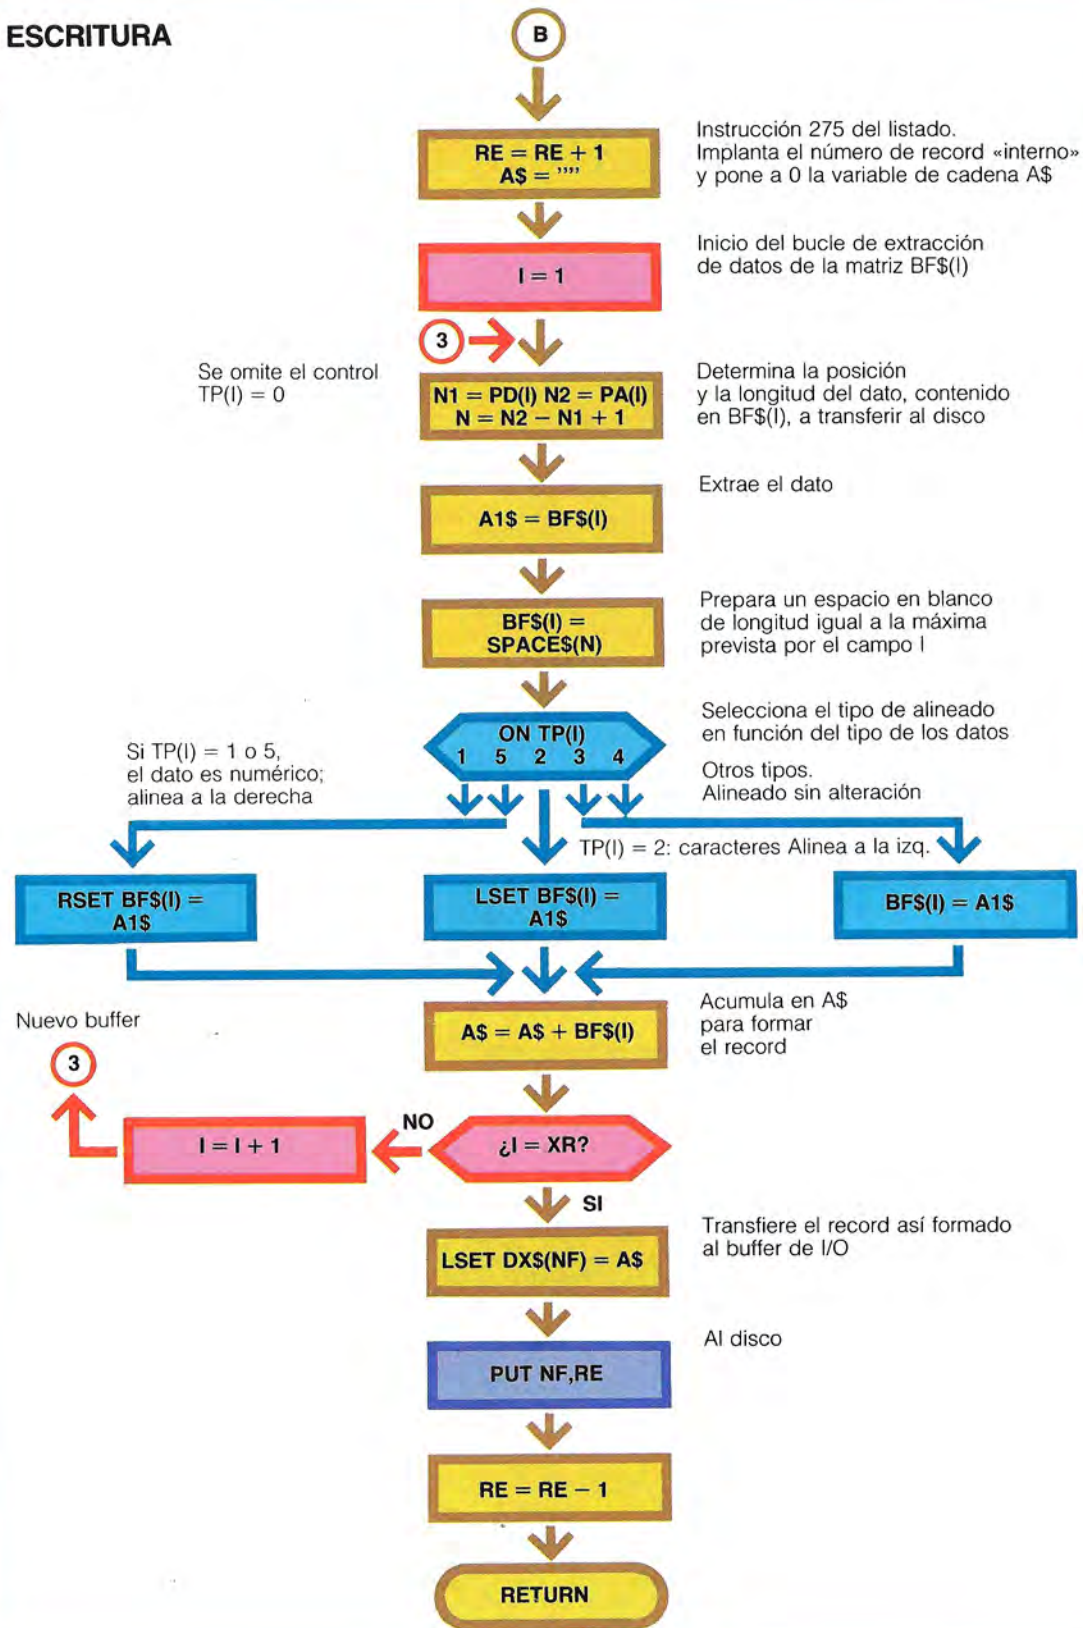 ESCRITURA
B
RE = RE + 1
A$ = """
Instrucción 275 del listado.
Implanta el número de record «interno»
y pone a 0 la variable de cadena A$
I = 1
Inicio del bucle de extracción
de datos de la matriz BF$(I)
3
Se omite el control
TP(I) = 0
N1 = PD(I) N2 = PA(I)
N = N2 − N1 + 1
Determina la posición
y la longitud del dato, contenido
en BF$(I), a transferir al disco
A1$ = BF$(I)
Extrae el dato
BF$(I) =
SPACE$(N)
Prepara un espacio en blanco
de longitud igual a la máxima
prevista por el campo I
ON TP(I)
1 5 2 3 4
Selecciona el tipo de alineado
en función del tipo de los datos
Si TP(I) = 1 o 5,
el dato es numérico;
alinea a la derecha
Otros tipos.
Alineado sin alteración
TP(I) = 2: caracteres Alinea a la izq.
RSET BF$(I) =
A1$
LSET BF$(I) =
A1$
BF$(I) = A1$
A$ = A$ + BF$(I)
Acumula en A$
para formar
el record
Nuevo buffer
3
I = I + 1
NO
¿I = XR?
SI
LSET DX$(NF) = A$
Transfiere el record así formado
al buffer de I/O
PUT NF,RE
Al disco
RE = RE − 1
RETURN